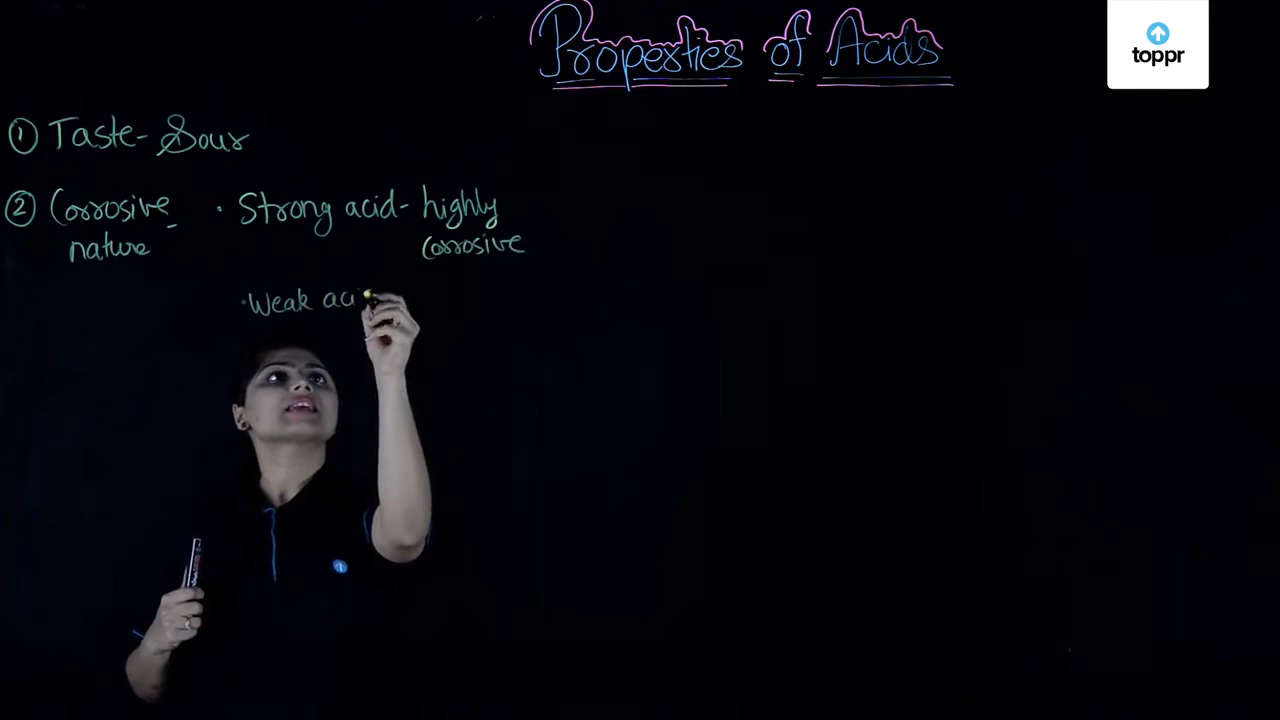 Properties of Acids
toppr
① Taste- Sour
② Corrosive - · Strong acid- highly
nature corrosive
· Weak aci